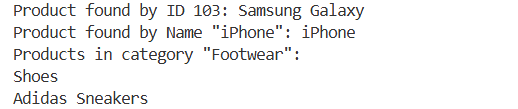 Product found by ID 103: Samsung Galaxy
Product found by Name "iPhone": iPhone
Products in category "Footwear":
Shoes
Adidas Sneakers